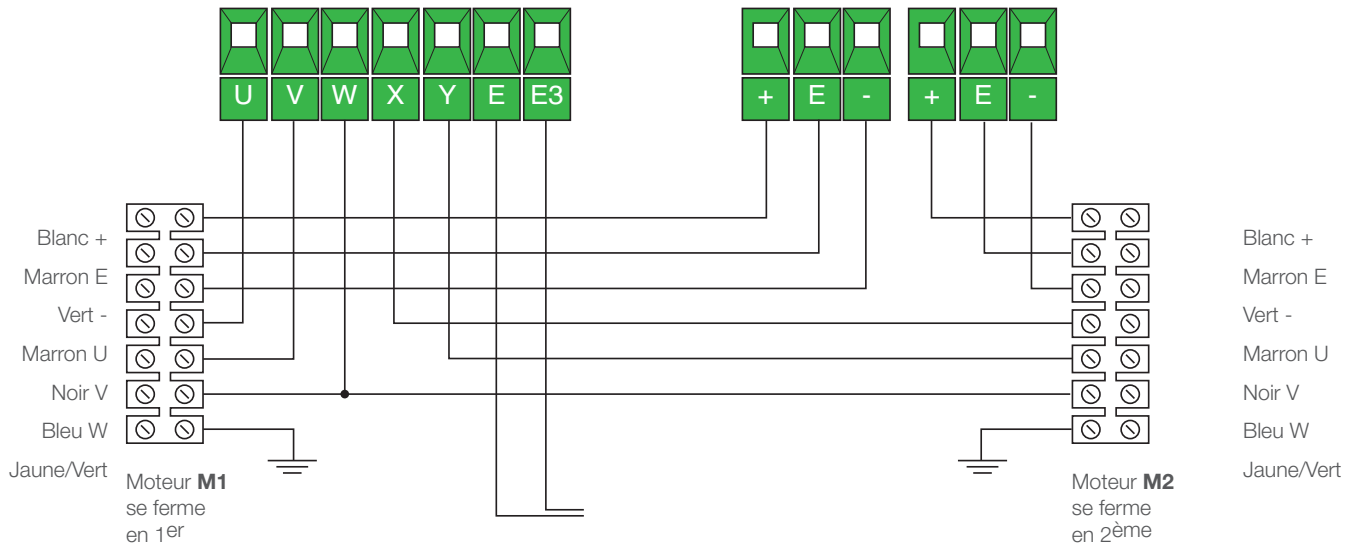 U V W X Y E E3
+ E -
+ E -
Blanc +
Marron E
Vert -
Marron U
Noir V
Bleu W
Jaune/Vert
Moteur M1
se ferme
en 1er
Moteur M2
se ferme
en 2ème
Blanc +
Marron E
Vert -
Marron U
Noir V
Bleu W
Jaune/Vert